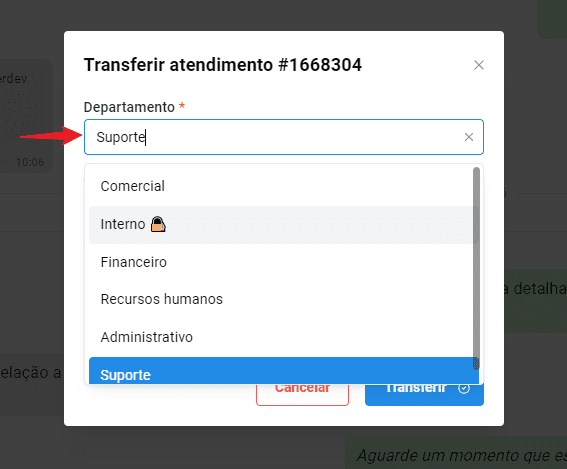 Transferir atendimento #1668304
erdev
Departamento *
Suporte
10:06
Comercial
Interno
Financeiro
a detalha
Recursos humanos
Administrativo
elação a
Suporte
Cancelar
Transferir
Aguarde um momento que es